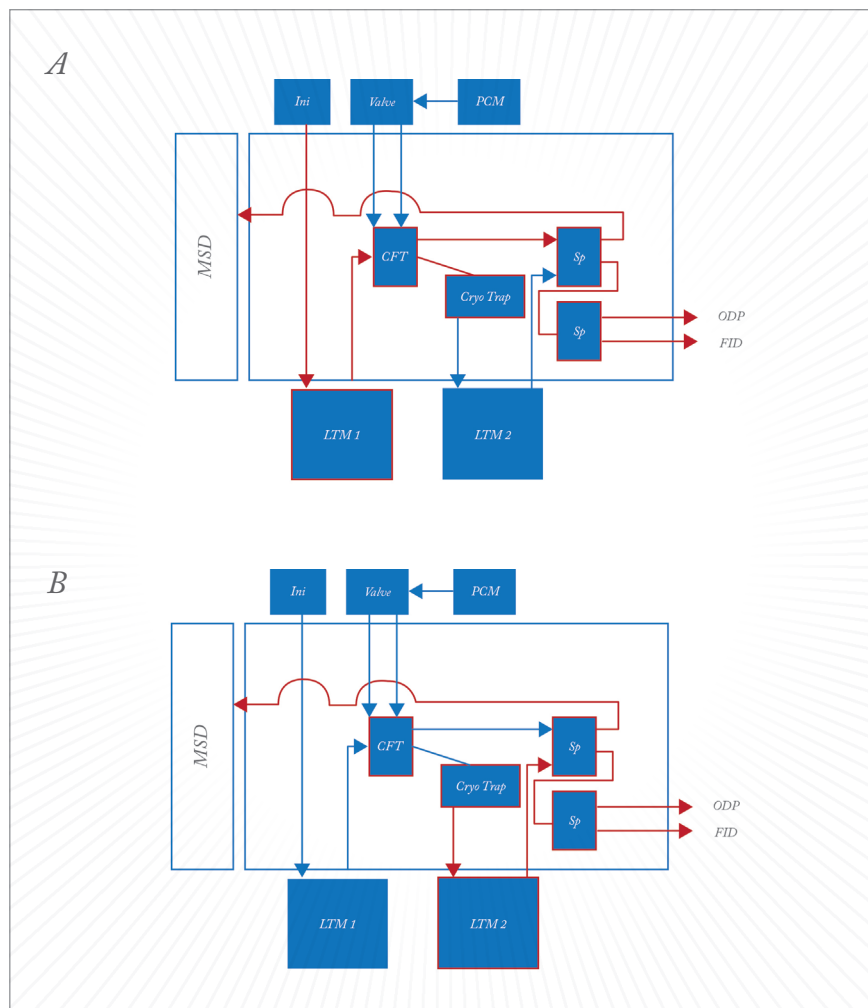 A
Ini
Valve
PCM
MSD
CFT
Sp
Cryo Trap
Sp
ODP
FID
LTM 1
LTM 2
B
Ini
Valve
PCM
MSD
CFT
Sp
Cryo Trap
Sp
ODP
FID
LTM 1
LTM 2